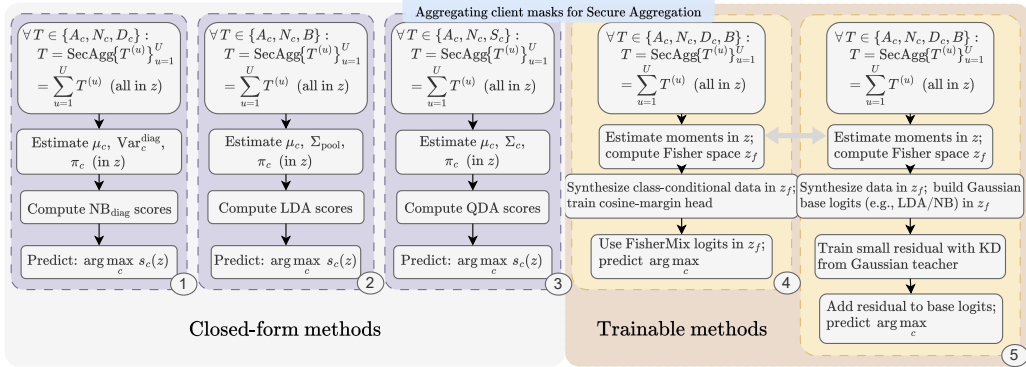 Aggregating client masks for Secure Aggregation
∀ T ∈ {A_c, N_c, D_c} :
T = SecAgg{T^(u)}_{u=1}^U
= ∑_{u=1}^U T^(u) (all in z)
Estimate μ_c, Var_c^diag,
π_c (in z)
Compute NB_diag scores
Predict: arg max_c s_c(z)
1
∀ T ∈ {A_c, N_c, B} :
T = SecAgg{T^(u)}_{u=1}^U
= ∑_{u=1}^U T^(u) (all in z)
Estimate μ_c, Σ_pool,
π_c (in z)
Compute LDA scores
Predict: arg max_c s_c(z)
2
∀ T ∈ {A_c, N_c, S_c} :
T = SecAgg{T^(u)}_{u=1}^U
= ∑_{u=1}^U T^(u) (all in z)
Estimate μ_c, Σ_c,
π_c (in z)
Compute QDA scores
Predict: arg max_c s_c(z)
3
Closed-form methods
∀ T ∈ {A_c, N_c, D_c, B} :
T = SecAgg{T^(u)}_{u=1}^U
= ∑_{u=1}^U T^(u) (all in z)
Estimate moments in z;
compute Fisher space z_f
Synthesize class-conditional data in z_f;
train cosine-margin head
Use FisherMix logits in z_f;
predict arg max_c
4
∀ T ∈ {A_c, N_c, D_c, B} :
T = SecAgg{T^(u)}_{u=1}^U
= ∑_{u=1}^U T^(u) (all in z)
Estimate moments in z;
compute Fisher space z_f
Synthesize data in z_f; build Gaussian
base logits (e.g., LDA/NB) in z_f
Train small residual with KD
from Gaussian teacher
Add residual to base logits;
predict arg max_c
5
Trainable methods